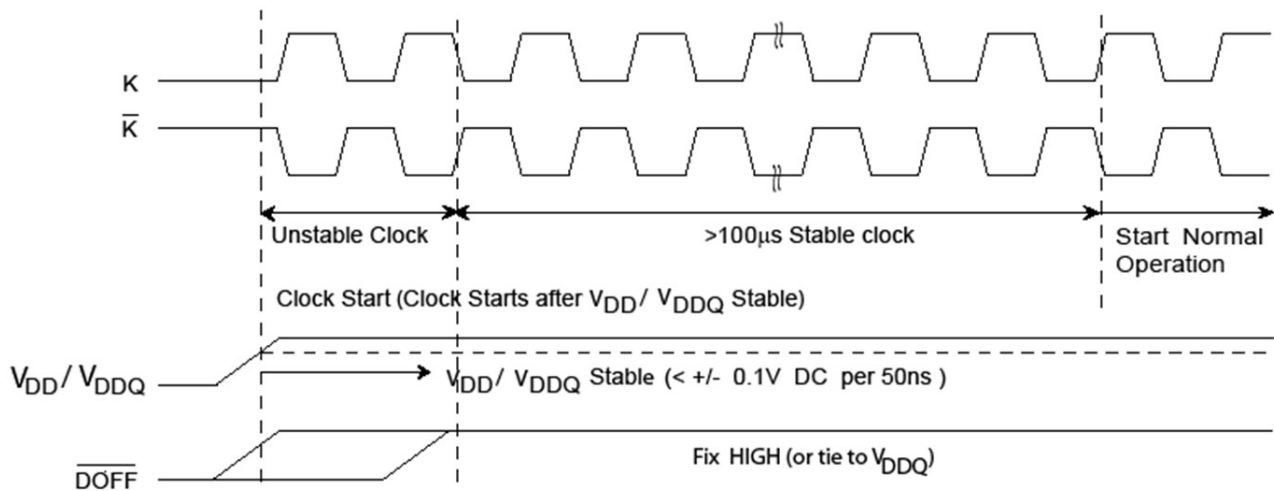 K
K̅
Unstable Clock
>100μs Stable clock
Start Normal
Operation
Clock Start (Clock Starts after VDD/ VDDQ Stable)
VDD/ VDDQ
VDD/ VDDQ Stable (< +/- 0.1V DC per 50ns )
D̅O̅F̅F̅
Fix HIGH (or tie to VDDQ)